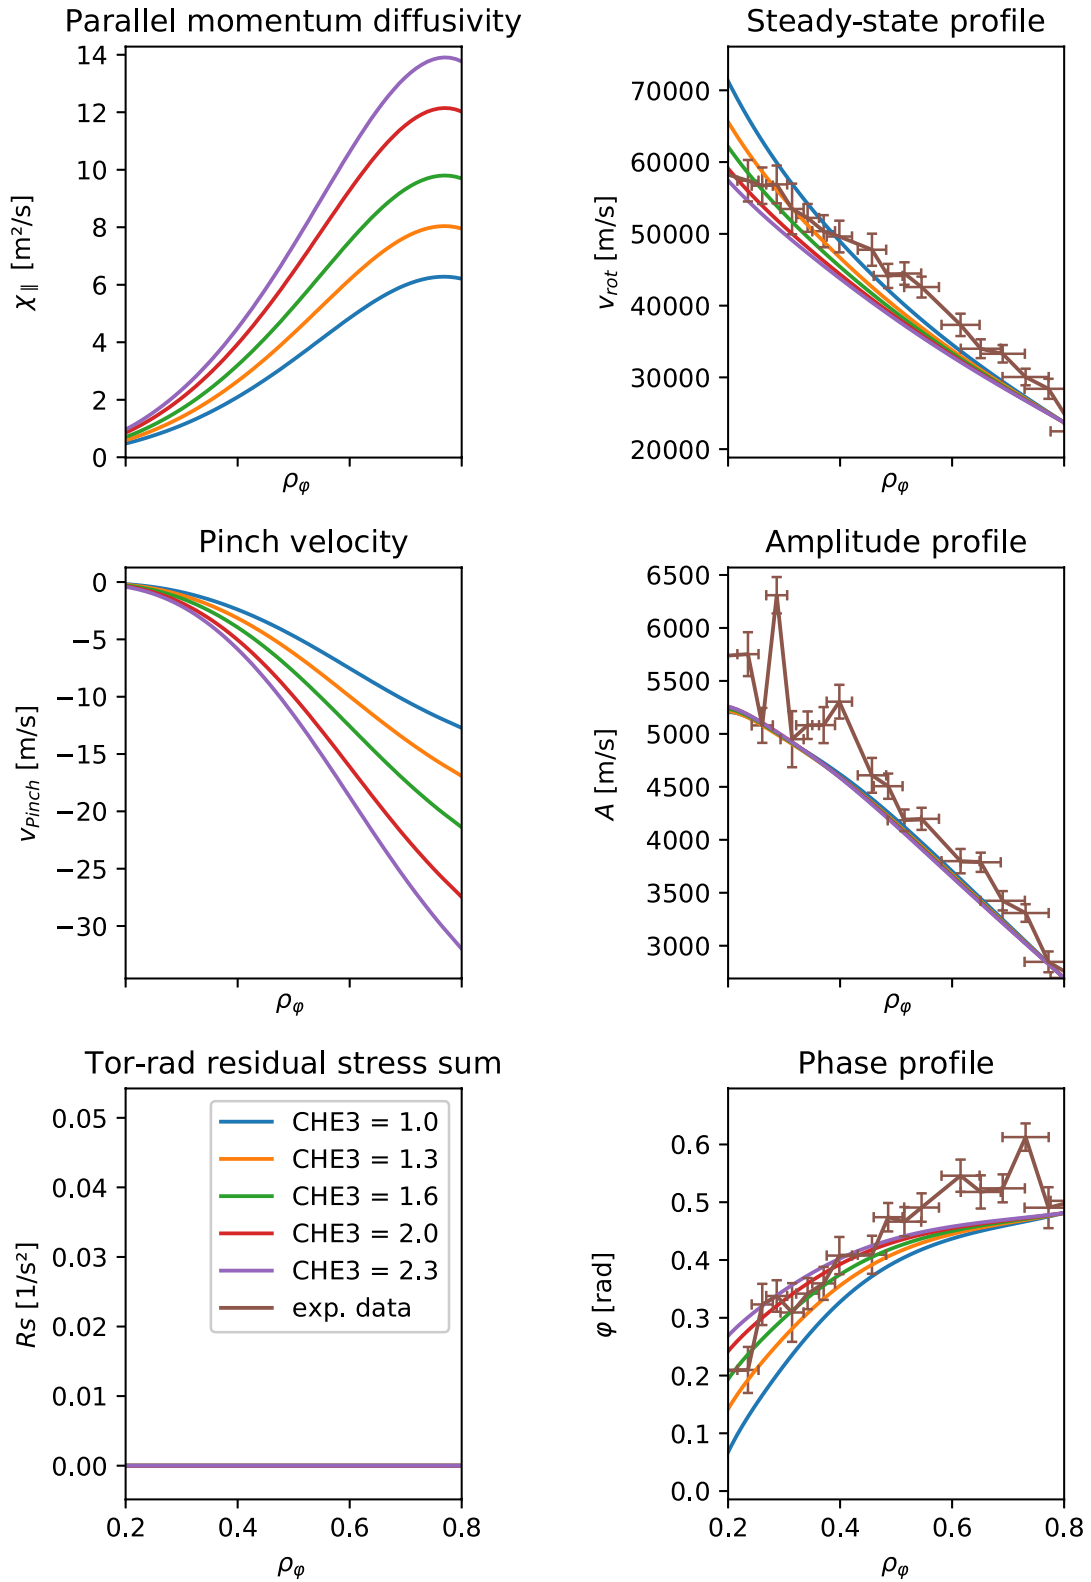 Parallel momentum diffusivity
14
12
10
8
6
4
2
0
χ∥ [m²/s]
ρφ
Steady-state profile
70000
60000
50000
40000
30000
20000
v_rot [m/s]
ρφ
Pinch velocity
0
−5
−10
−15
−20
−25
−30
v_Pinch [m/s]
ρφ
Amplitude profile
6500
6000
5500
5000
4500
4000
3500
3000
A [m/s]
ρφ
Tor-rad residual stress sum
0.05
0.04
0.03
0.02
0.01
0.00
Rs [1/s²]
CHE3 = 1.0
CHE3 = 1.3
CHE3 = 1.6
CHE3 = 2.0
CHE3 = 2.3
exp. data
0.2 0.4 0.6 0.8
ρφ
Phase profile
0.6
0.5
0.4
0.3
0.2
0.1
0.0
φ [rad]
0.2 0.4 0.6 0.8
ρφ